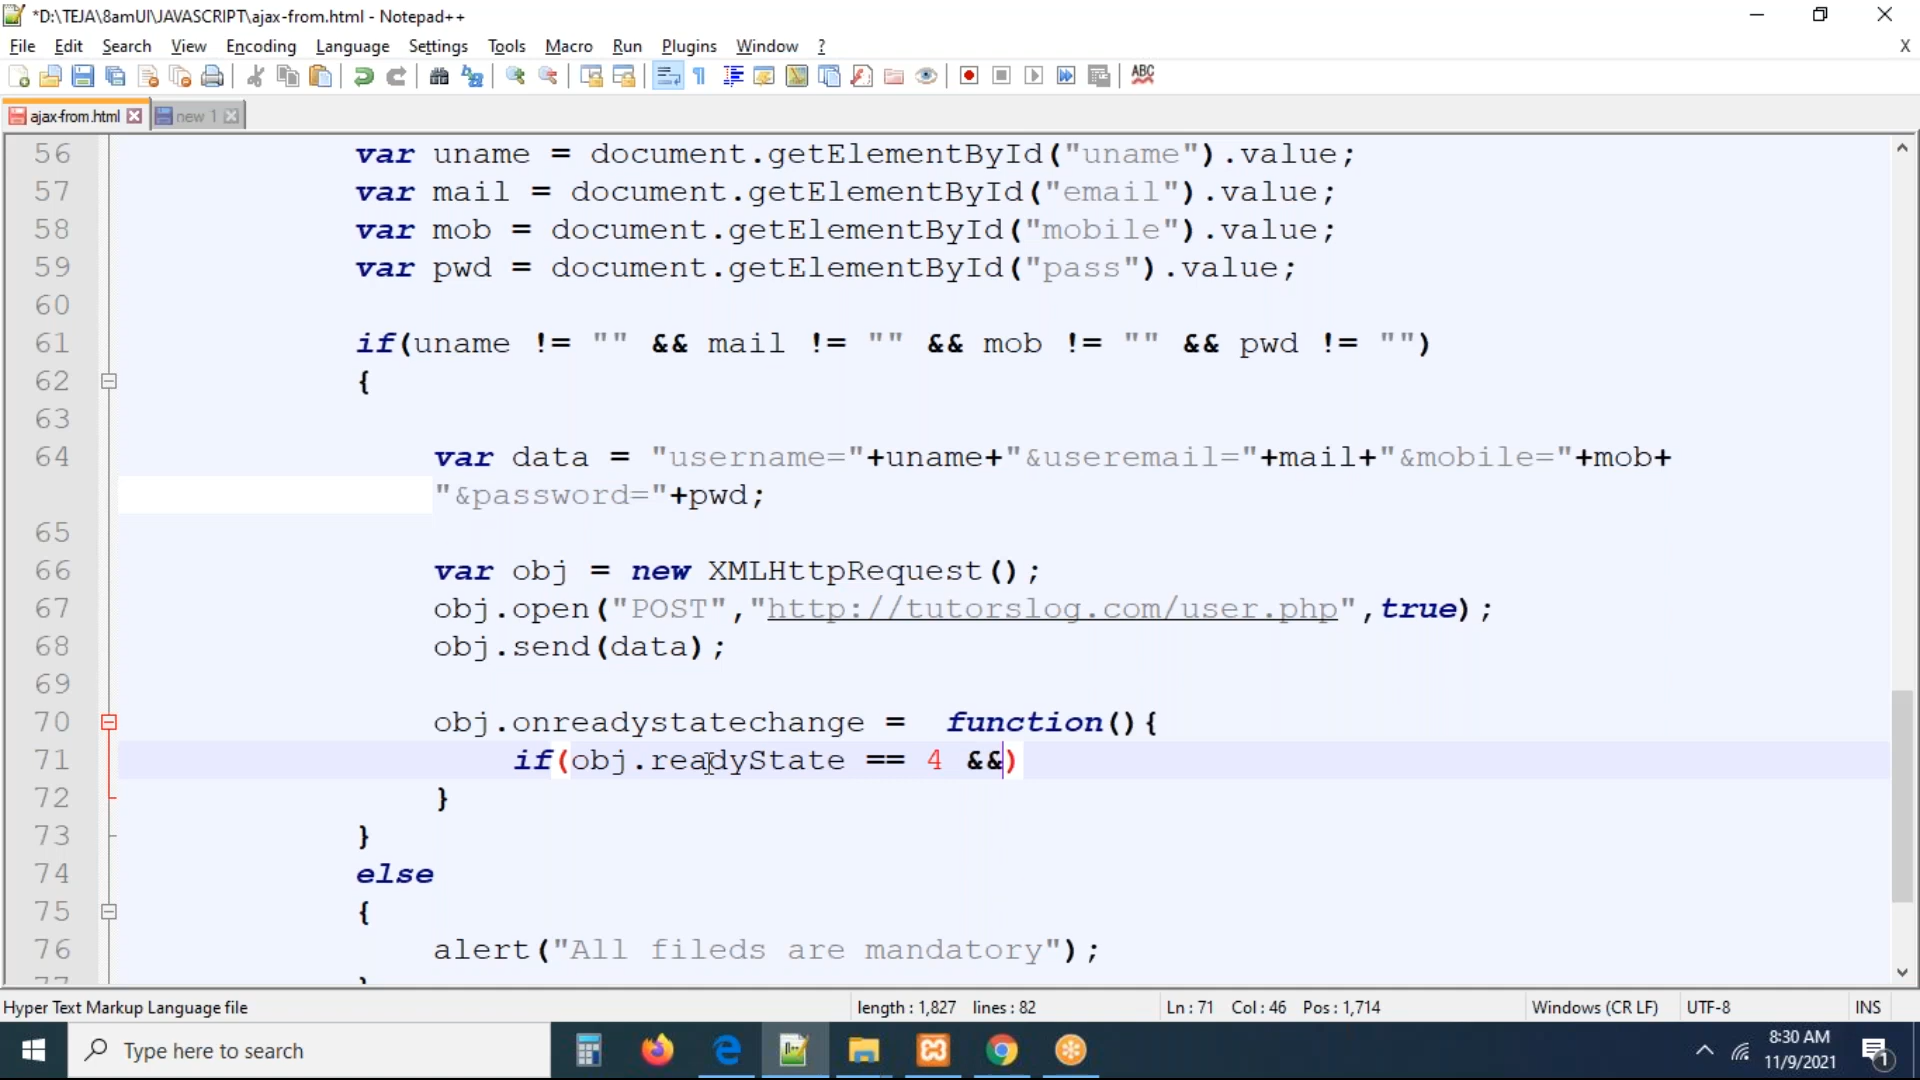 *D:\TEJA\8amUI\JAVASCRIPT\ajax-from.html - Notepad++
File Edit Search View Encoding Language Settings Tools Macro Run Plugins Window ? X
ABC
ajax-from.html new 1
56 var uname = document.getElementById("uname").value;
57 var mail = document.getElementById("email").value;
58 var mob = document.getElementById("mobile").value;
59 var pwd = document.getElementById("pass").value;
60
61 if(uname != "" && mail != "" && mob != "" && pwd != "")
62 {
63
64 var data = "username="+uname+"&useremail="+mail+"&mobile="+mob+
"&password="+pwd;
65
66 var obj = new XMLHttpRequest();
67 obj.open("POST","http://tutorslog.com/user.php",true);
68 obj.send(data);
69
70 obj.onreadystatechange =  function(){
71 if(obj.readyState == 4 &&)
72 }
73 }
74 else
75 {
76 alert("All fileds are mandatory");
77 }
Hyper Text Markup Language file length : 1,827 lines : 82 Ln : 71 Col : 46 Pos : 1,714 Windows (CR LF) UTF-8 INS
Type here to search 8:30 AM
11/9/2021 1